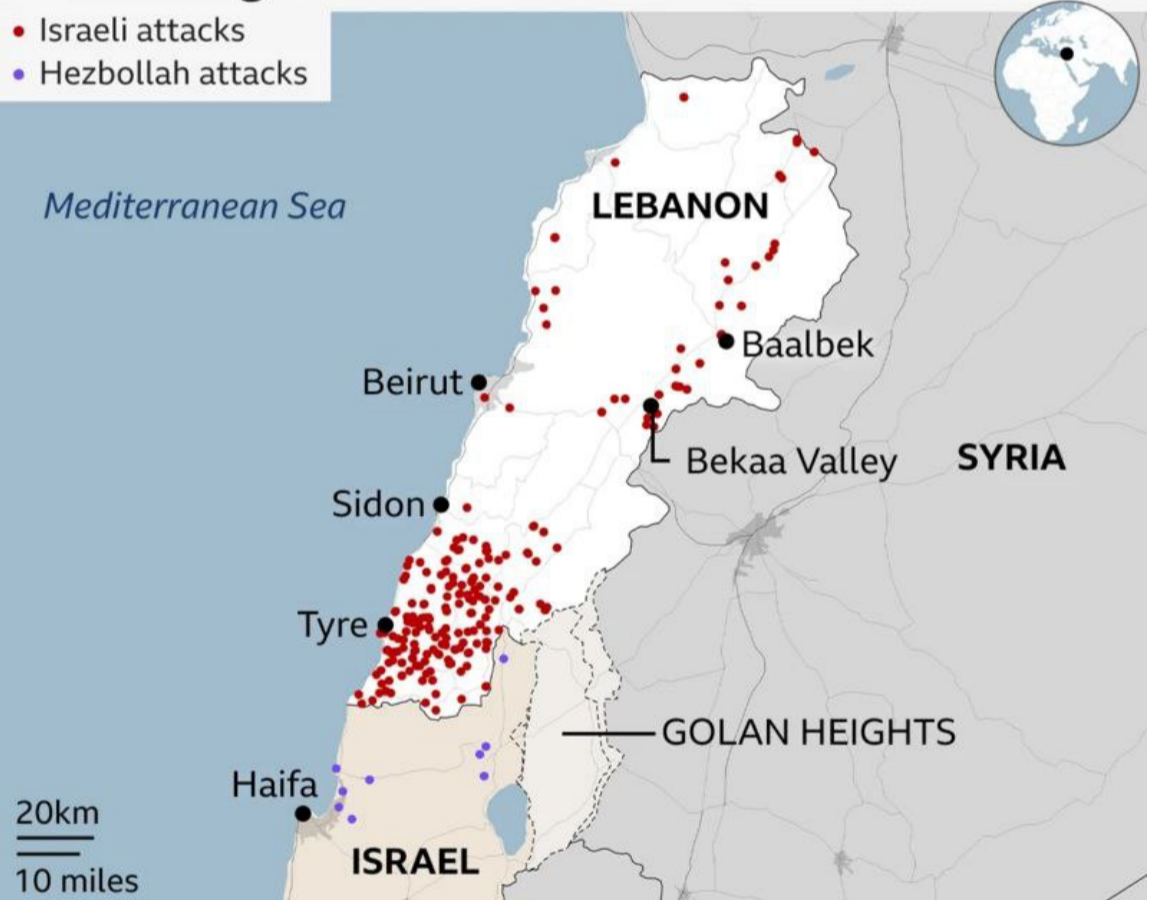 Israeli attacks
Hezbollah attacks
Mediterranean Sea
LEBANON
Baalbek
Beirut
Bekaa Valley
SYRIA
Sidon
Tyre
GOLAN HEIGHTS
Haifa
20km
ISRAEL
10 miles